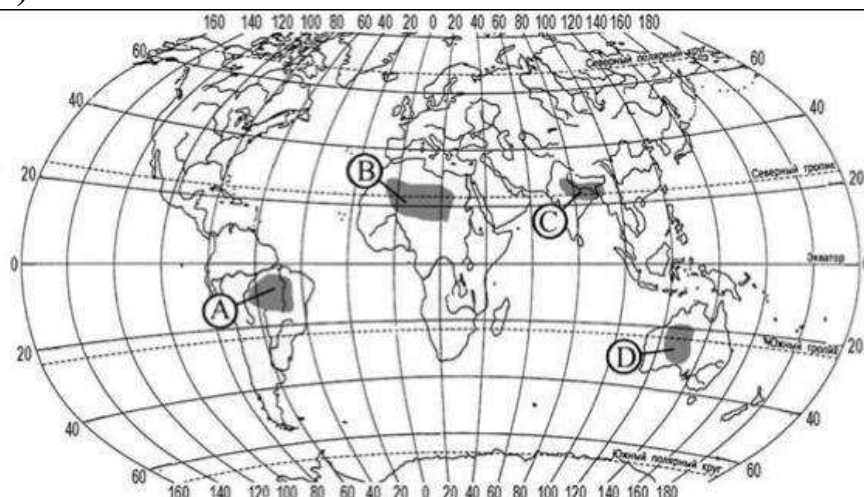 160 140 120 80 60 40 20 0 20 40 60 80 120 140 160 180
60 Северный полярный круг 60
40 40
B
20 Северный тропик 20
C
0 Экватор 0
A
20 Южный тропик 20
D
40 40
60 Южный полярный круг 60
160 140 120 100 80 60 40 20 0 20 40 60 80 100 120 140 160 180